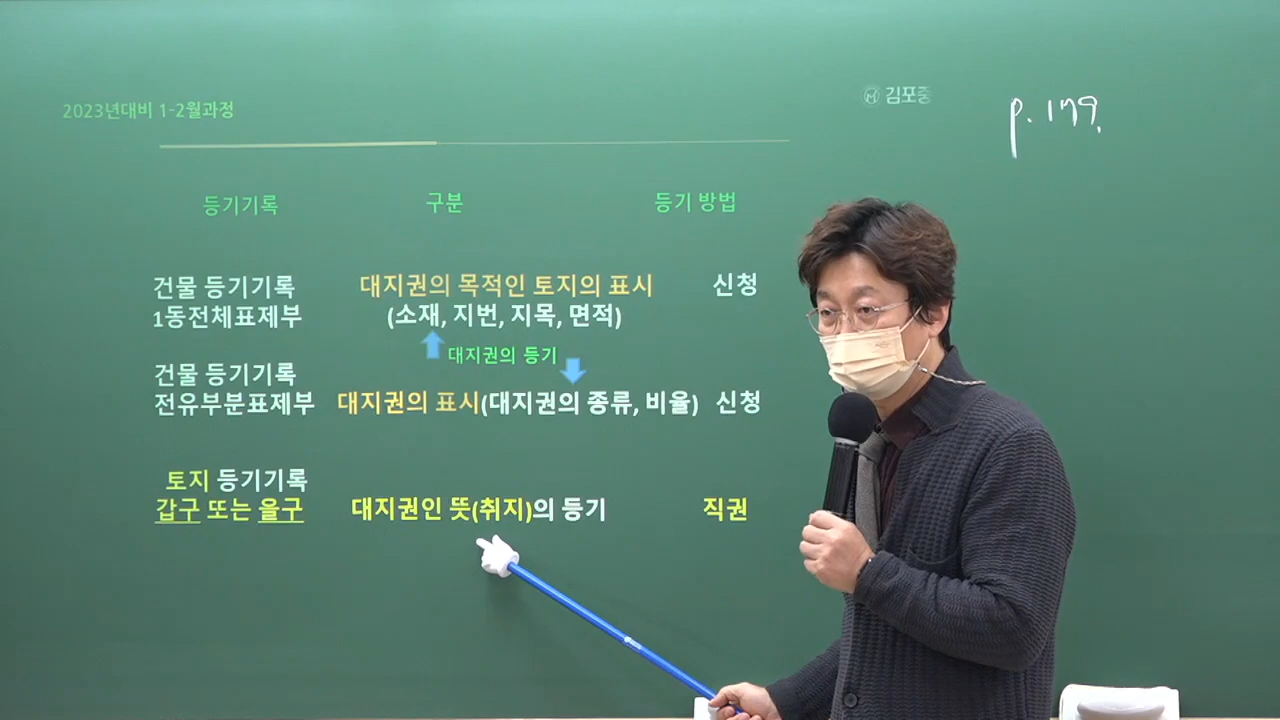 2023년대비 1-2월과정
김포중
p. 179.
등기기록 구분 등기 방법
건물 등기기록 대지권의 목적인 토지의 표시 신청
1동전체표제부 (소재, 지번, 지목, 면적)
대지권의 등기
건물 등기기록
전유부분표제부 대지권의 표시(대지권의 종류, 비율) 신청
토지 등기기록
갑구 또는 을구 대지권인 뜻(취지)의 등기 직권